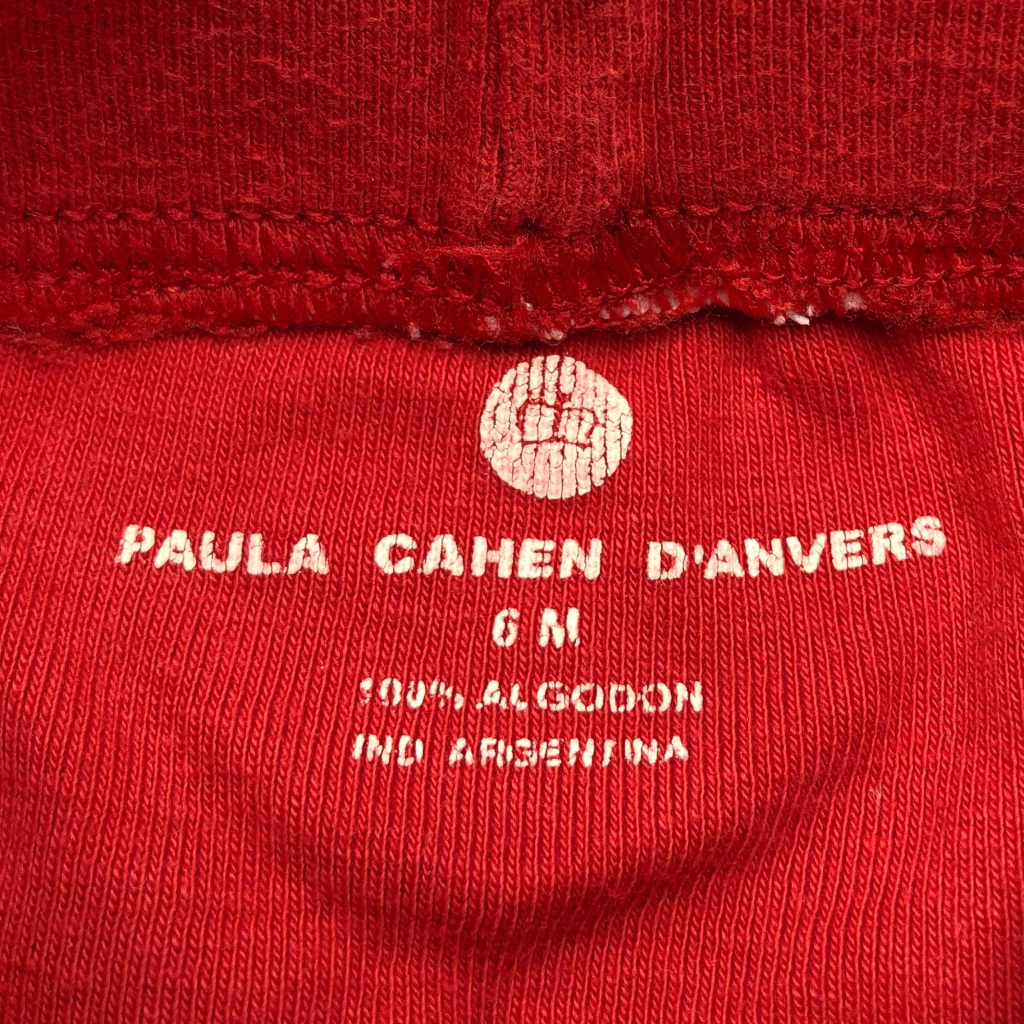 PAULA CAHEN D'ANVERS
6 M
100% ALGODON
IND ARGENTINA